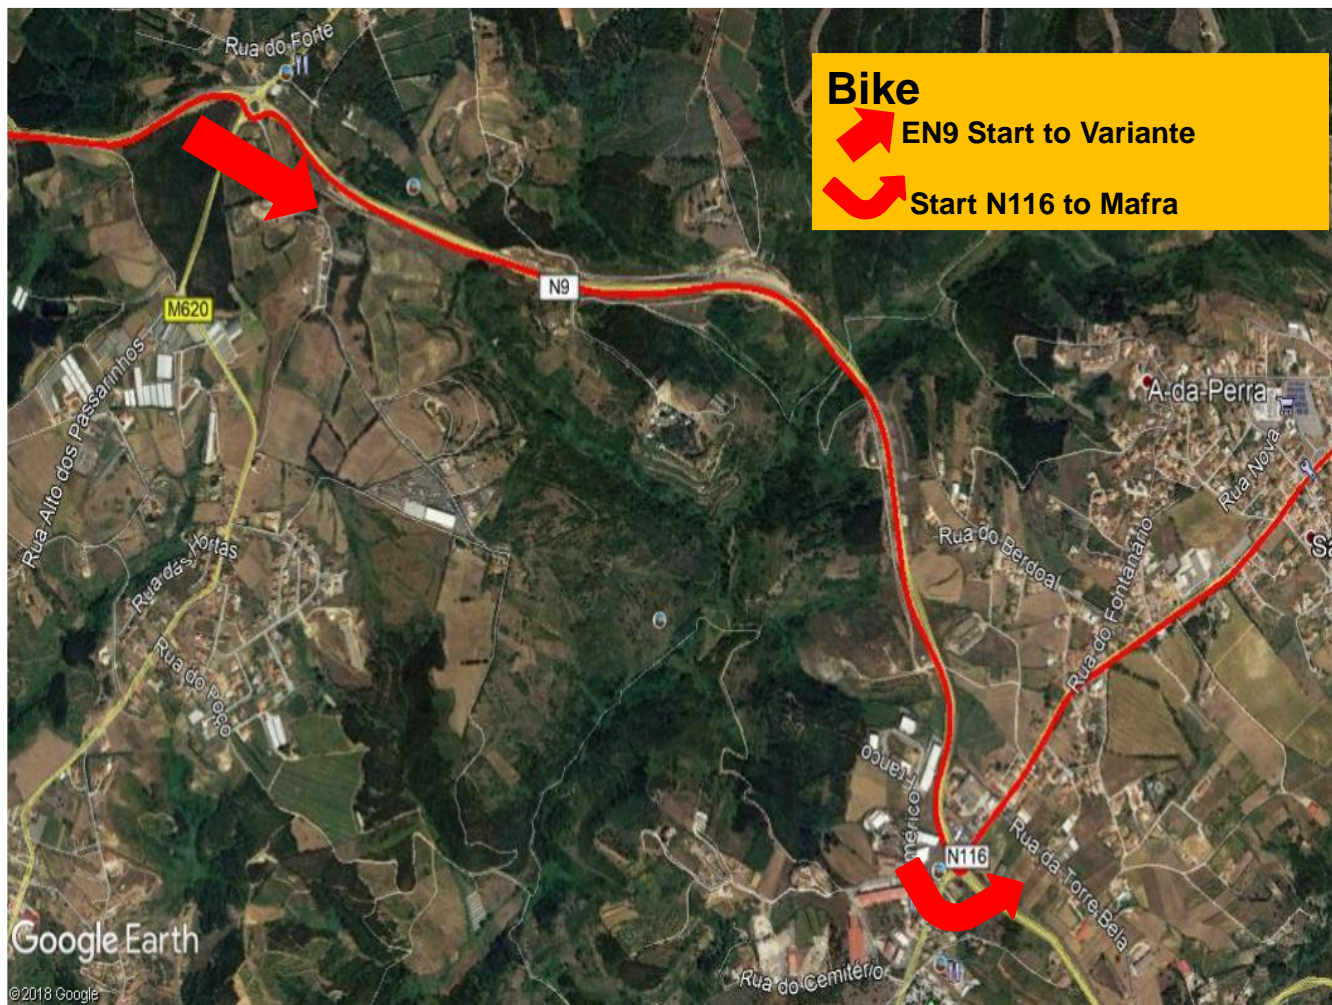 Rua do Forte
Bike
EN9 Start to Variante
Start N116 to Mafra
N9
M620
Rua Alto dos Passarinhos
A-da-Perra
Rua Nova
Rua das Hortas
Rua do Berdoal
Rua do Fontanário
Rua do Poço
Franco
N116
Rua da Torre Bela
Google Earth
Rua do Cemitério
©2018 Google